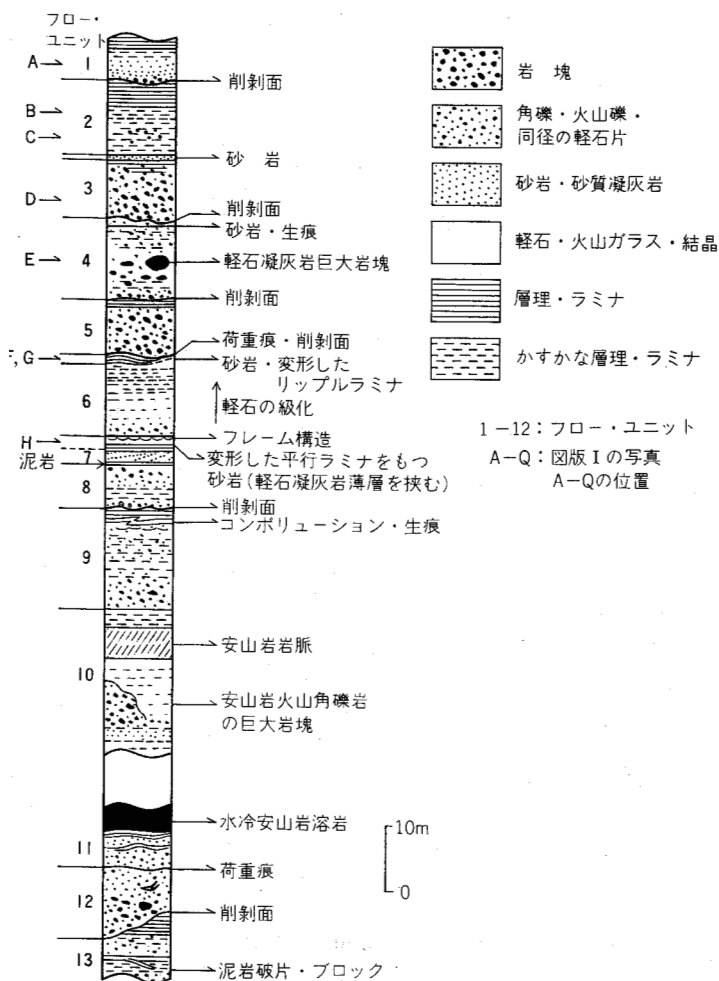 フロー・
ユニット
A 1
削剥面
B
2
C
砂岩
3
D
削剥面
砂岩・生痕
4
E
軽石凝灰岩巨大岩塊
削剥面
5
荷重痕・削剥面
F,G
砂岩・変形した
リップルラミナ
6
軽石の級化
フレーム構造
H
7
変形した平行ラミナをもつ
泥岩
砂岩(軽石凝灰岩薄層を挟む)
8
削剥面
コンボリューション・生痕
9
安山岩岩脈
10
安山岩火山角礫岩
の巨大岩塊
水冷安山岩溶岩
11
荷重痕
12
削剥面
13
泥岩破片・ブロック
10m
0
岩塊
角礫・火山礫・
同径の軽石片
砂岩・砂質凝灰岩
軽石・火山ガラス・結晶
層理・ラミナ
かすかな層理・ラミナ
1-12:フロー・ユニット
A-Q:図版Ⅰの写真
A-Qの位置